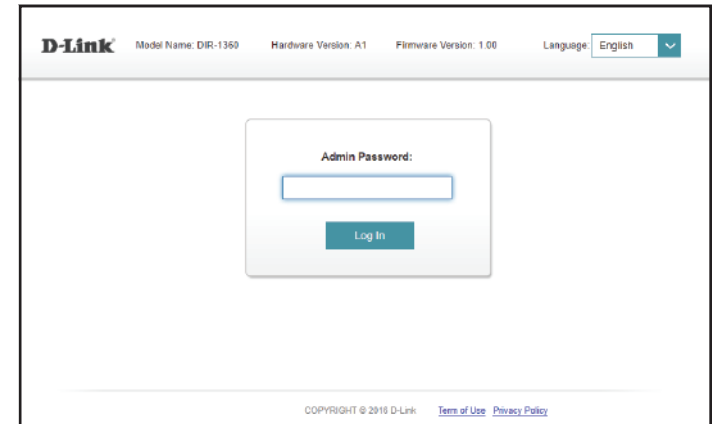 D-Link Model Name: DIR-1360 Hardware Version: A1 Firmware Version: 1.00 Language: English
Admin Password:
Log In
COPYRIGHT © 2016 D-Link Term of Use Privacy Policy